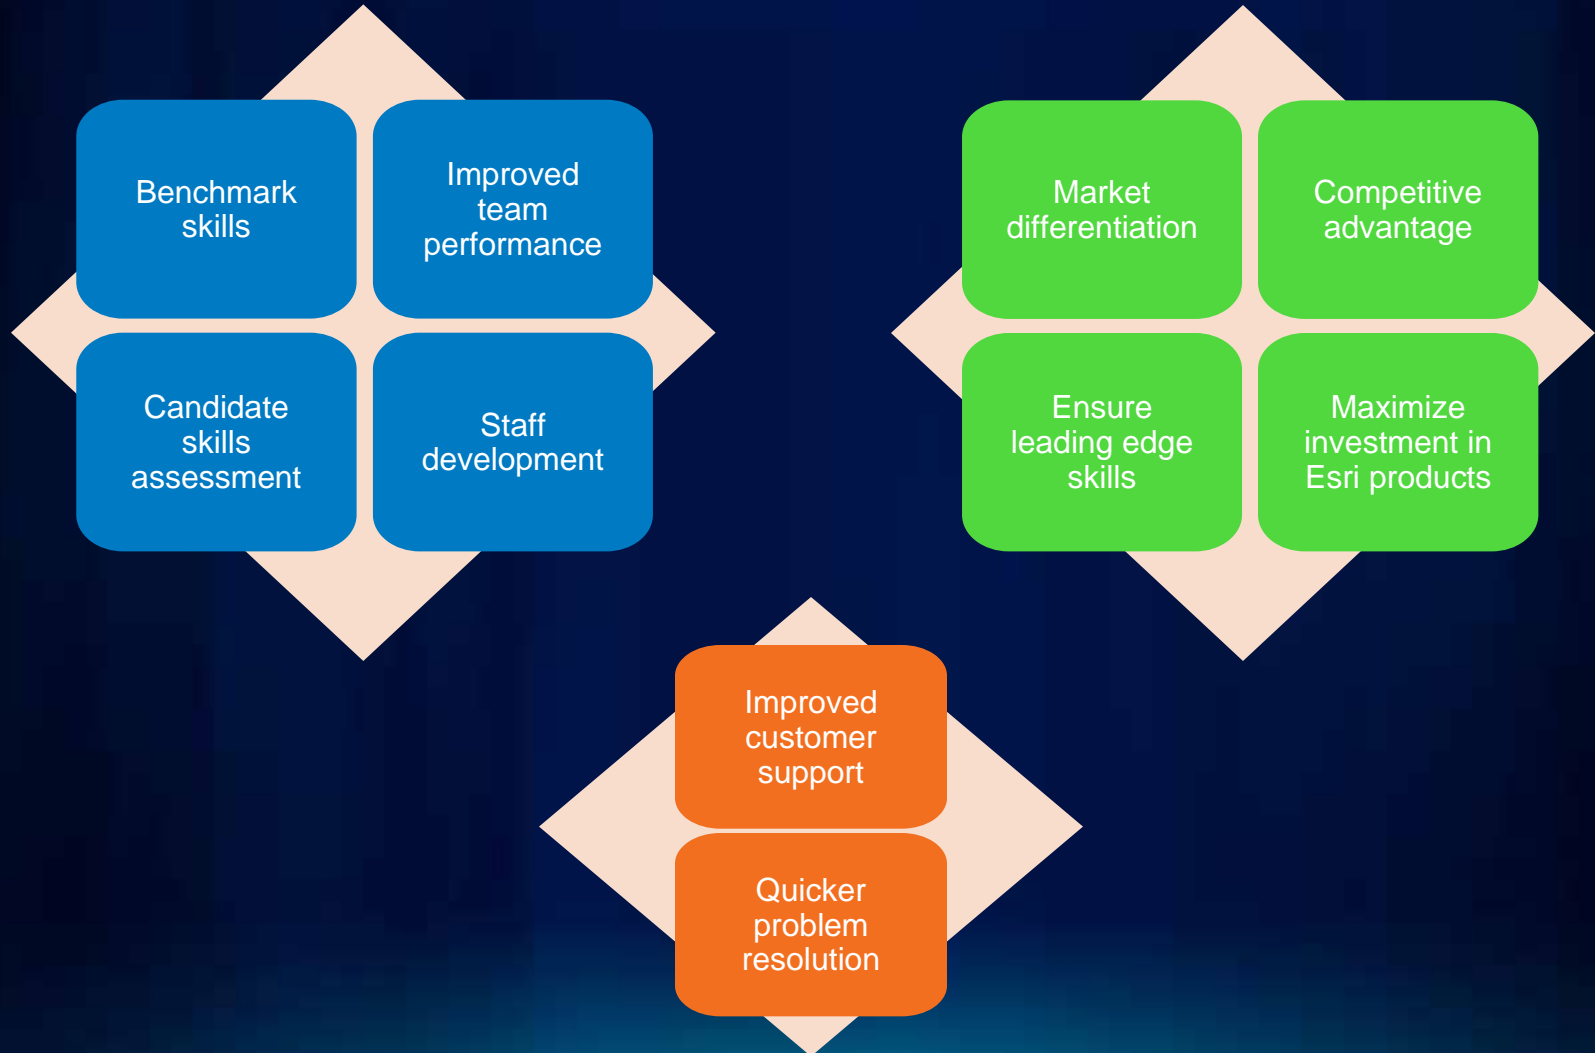 Benchmark
skills
Improved
team
performance
Candidate
skills
assessment
Staff
development
Market
differentiation
Competitive
advantage
Ensure
leading edge
skills
Maximize
investment in
Esri products
Improved
customer
support
Quicker
problem
resolution